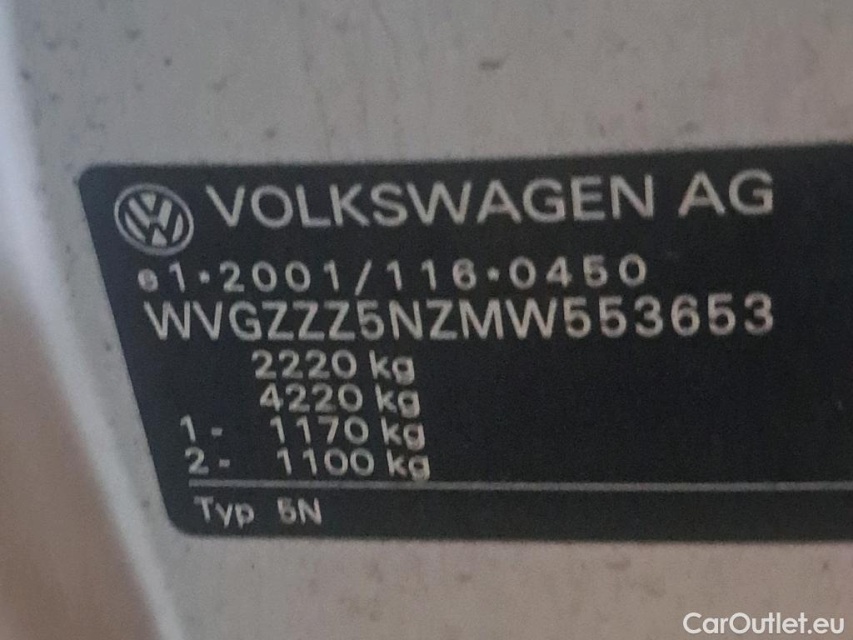 VOLKSWAGEN AG
e1*2001/116*0450
WVGZZZ5NZMW553653
2220 kg
4220 kg
1- 1170 kg
2- 1100 kg
Typ 5N
CarOutlet.eu